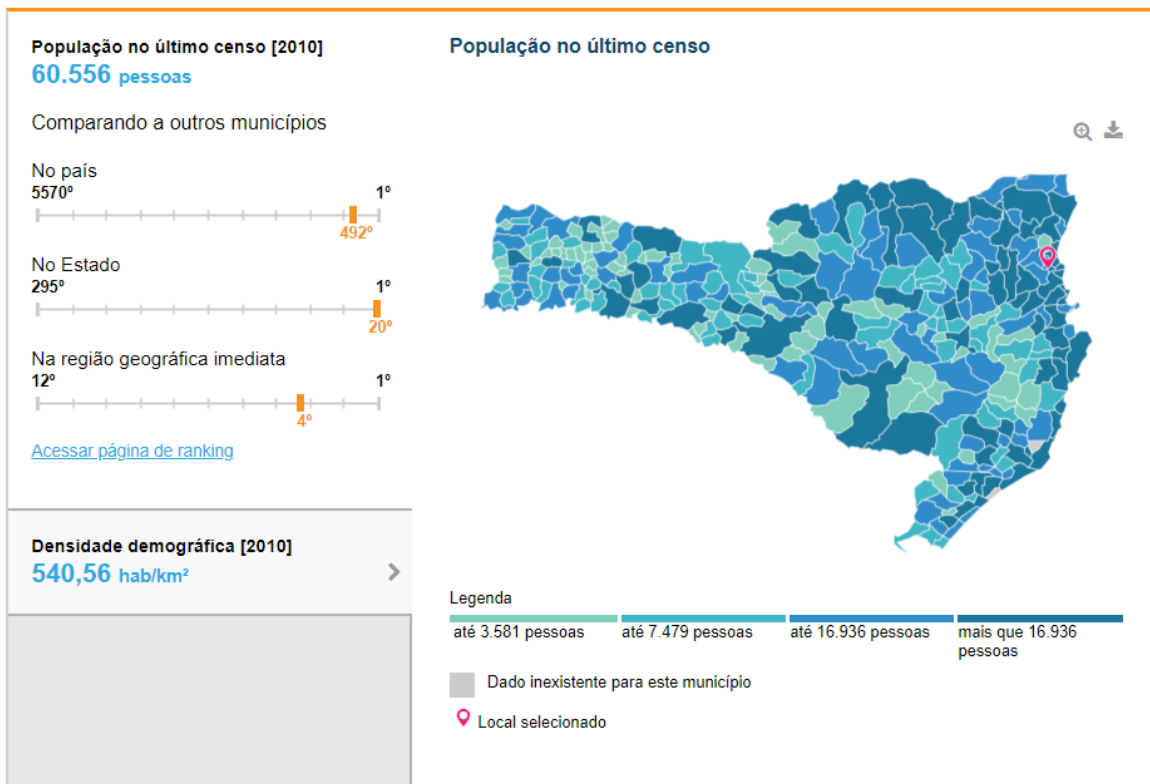 População no último censo [2010]
60.556 pessoas
Comparando a outros municípios
No país
5570º 1º
492º
No Estado
295º 1º
20º
Na região geográfica imediata
12º 1º
4º
Acessar página de ranking
Densidade demográfica [2010]
540,56 hab/km²
População no último censo
Legenda
até 3.581 pessoas
até 7.479 pessoas
até 16.936 pessoas
mais que 16.936
pessoas
Dado inexistente para este município
Local selecionado